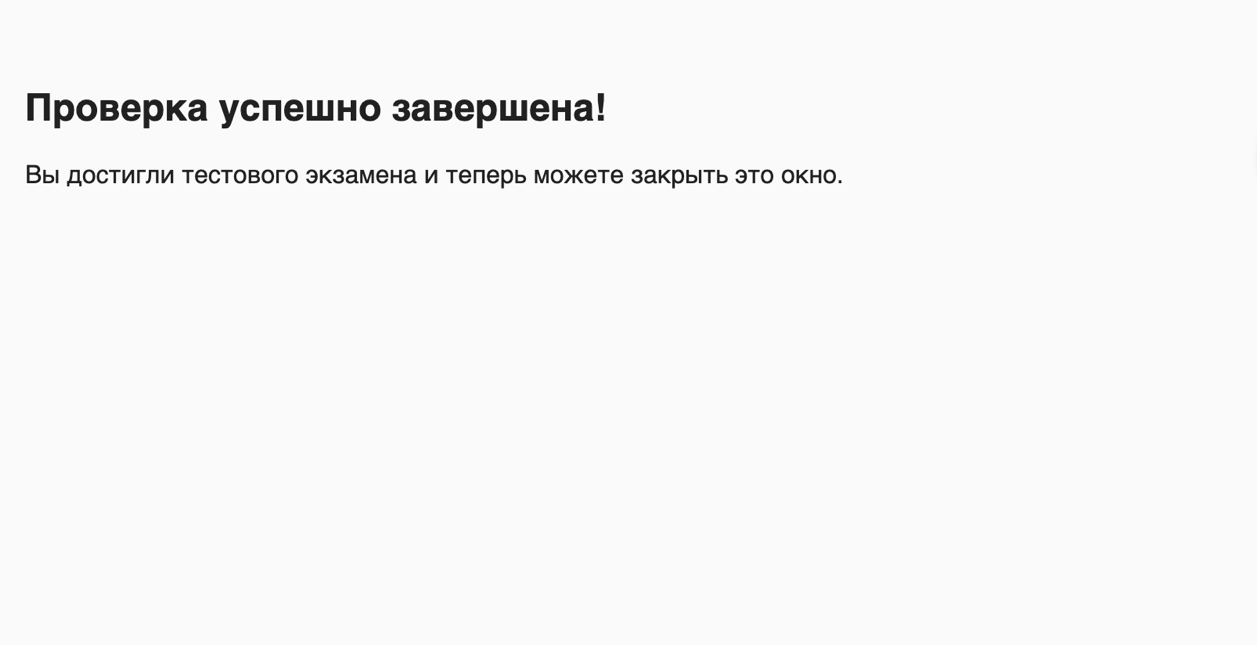 Проверка успешно завершена!
Вы достигли тестового экзамена и теперь можете закрыть это окно.